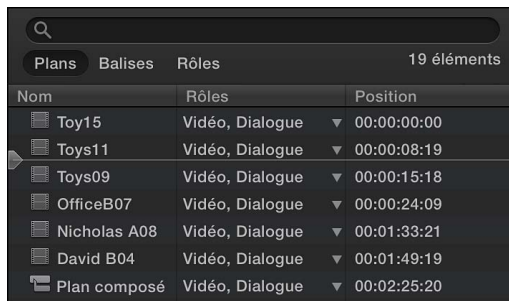 Plans Balises Rôles 19 éléments
Nom Rôles Position
Toy15 Vidéo, Dialogue 00:00:00:00
Toys11 Vidéo, Dialogue 00:00:08:19
Toys09 Vidéo, Dialogue 00:00:15:18
OfficeB07 Vidéo, Dialogue 00:00:24:09
Nicholas A08 Vidéo, Dialogue 00:01:33:21
David B04 Vidéo, Dialogue 00:01:49:19
Plan composé Vidéo, Dialogue 00:02:25:20